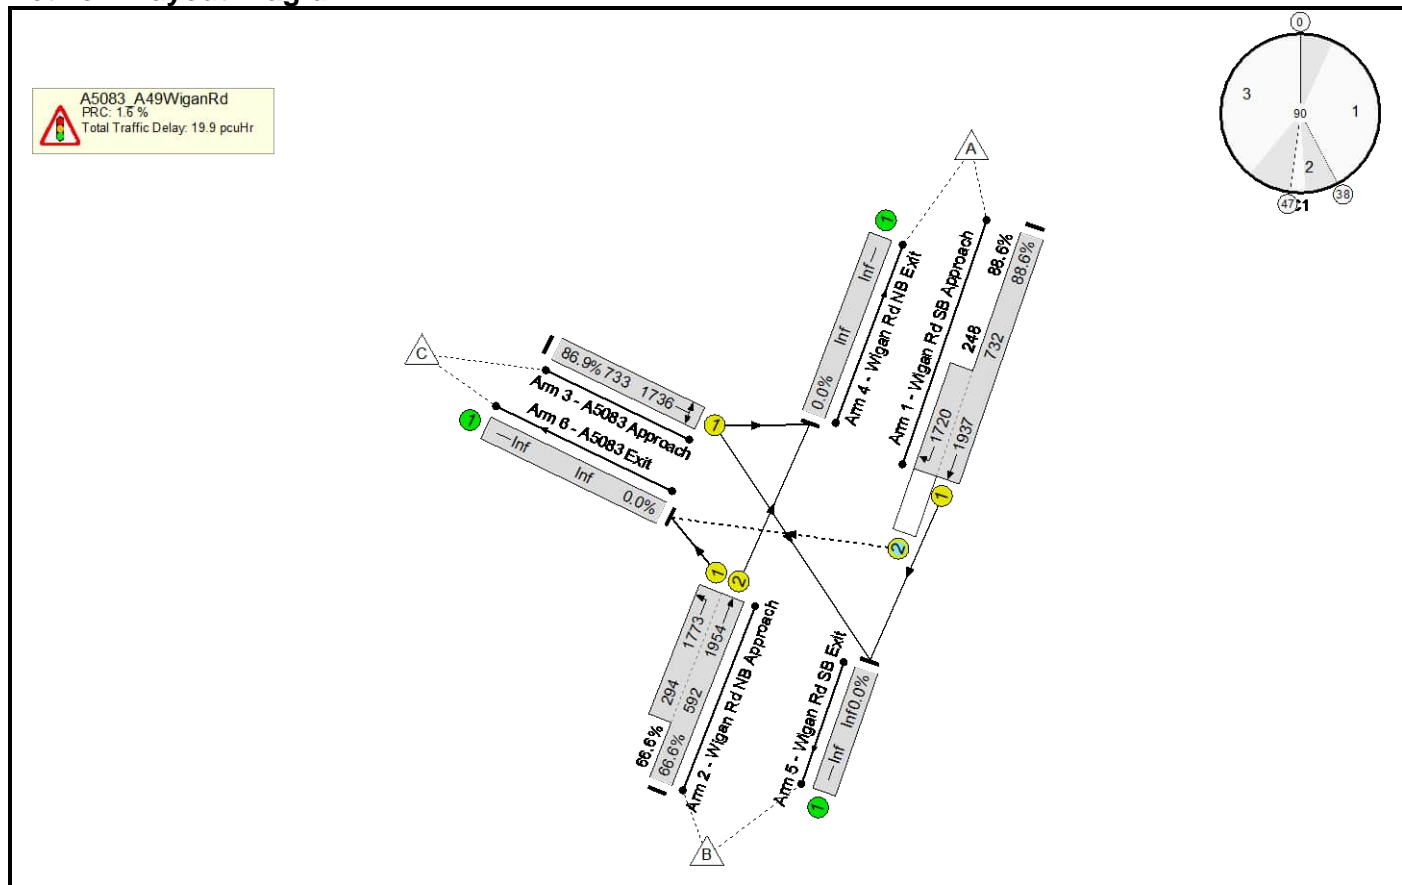 A5083_A49WiganRd
PRC: 1.6 %
Total Traffic Delay: 19.9 pcuHr
0
3
1
90
2
47
38
A
1
Inf
Inf
0.0%
Arm 4 - Wigan Rd NB Exit
Arm 1 - Wigan Rd SB Approach
88.6%
88.6%
248
732
1720
1937
1
2
C
86.9% 733 1736
Arm 3 - A5083 Approach
1
Arm 6 - A5083 Exit
1
Inf
Inf
0.0%
1
2
1773
1954
294
592
66.6%
66.6%
Arm 2 - Wigan Rd NB Approach
Arm 5 - Wigan Rd SB Exit
Inf
Inf
0.0%
1
B